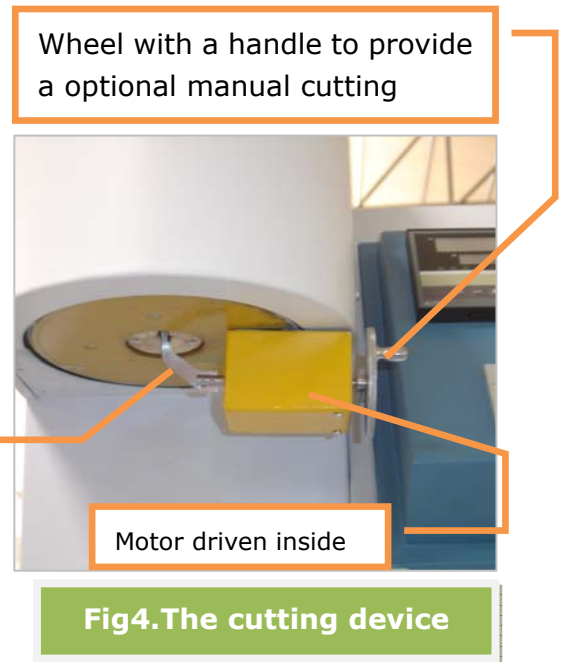 Wheel with a handle to provide
a optional manual cutting
Motor driven inside
Fig4.The cutting device